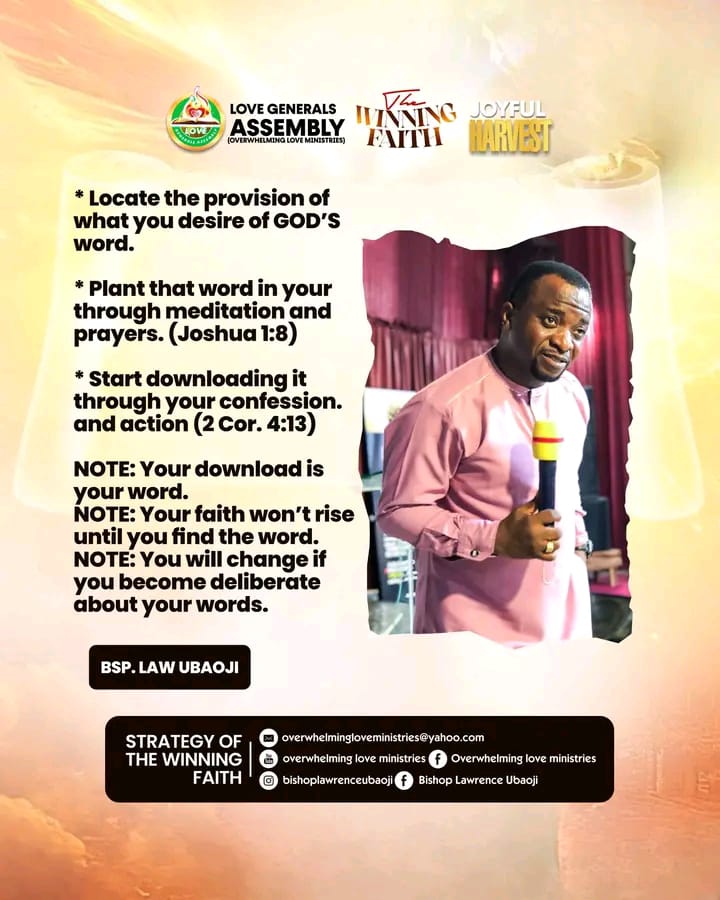 LOVE
GENERALS ASSEMBLY
LOVE GENERALS
ASSEMBLY
(OVERWHELMING LOVE MINISTRIES)
The
WINNING
FAITH
JOYFUL
HARVEST
* Locate the provision of
what you desire of GOD'S
word.
* Plant that word in your
through meditation and
prayers. (Joshua 1:8)
* Start downloading it
through your confession.
and action (2 Cor. 4:13)
NOTE: Your download is
your word.
NOTE: Your faith won't rise
until you find the word.
NOTE: You will change if
you become deliberate
about your words.
BSP. LAW UBAOJI
STRATEGY OF
THE WINNING
FAITH
overwhelmingloveministries@yahoo.com
overwhelming love ministries Overwhelming love ministries
bishoplawrenceubaoji Bishop Lawrence Ubaoji